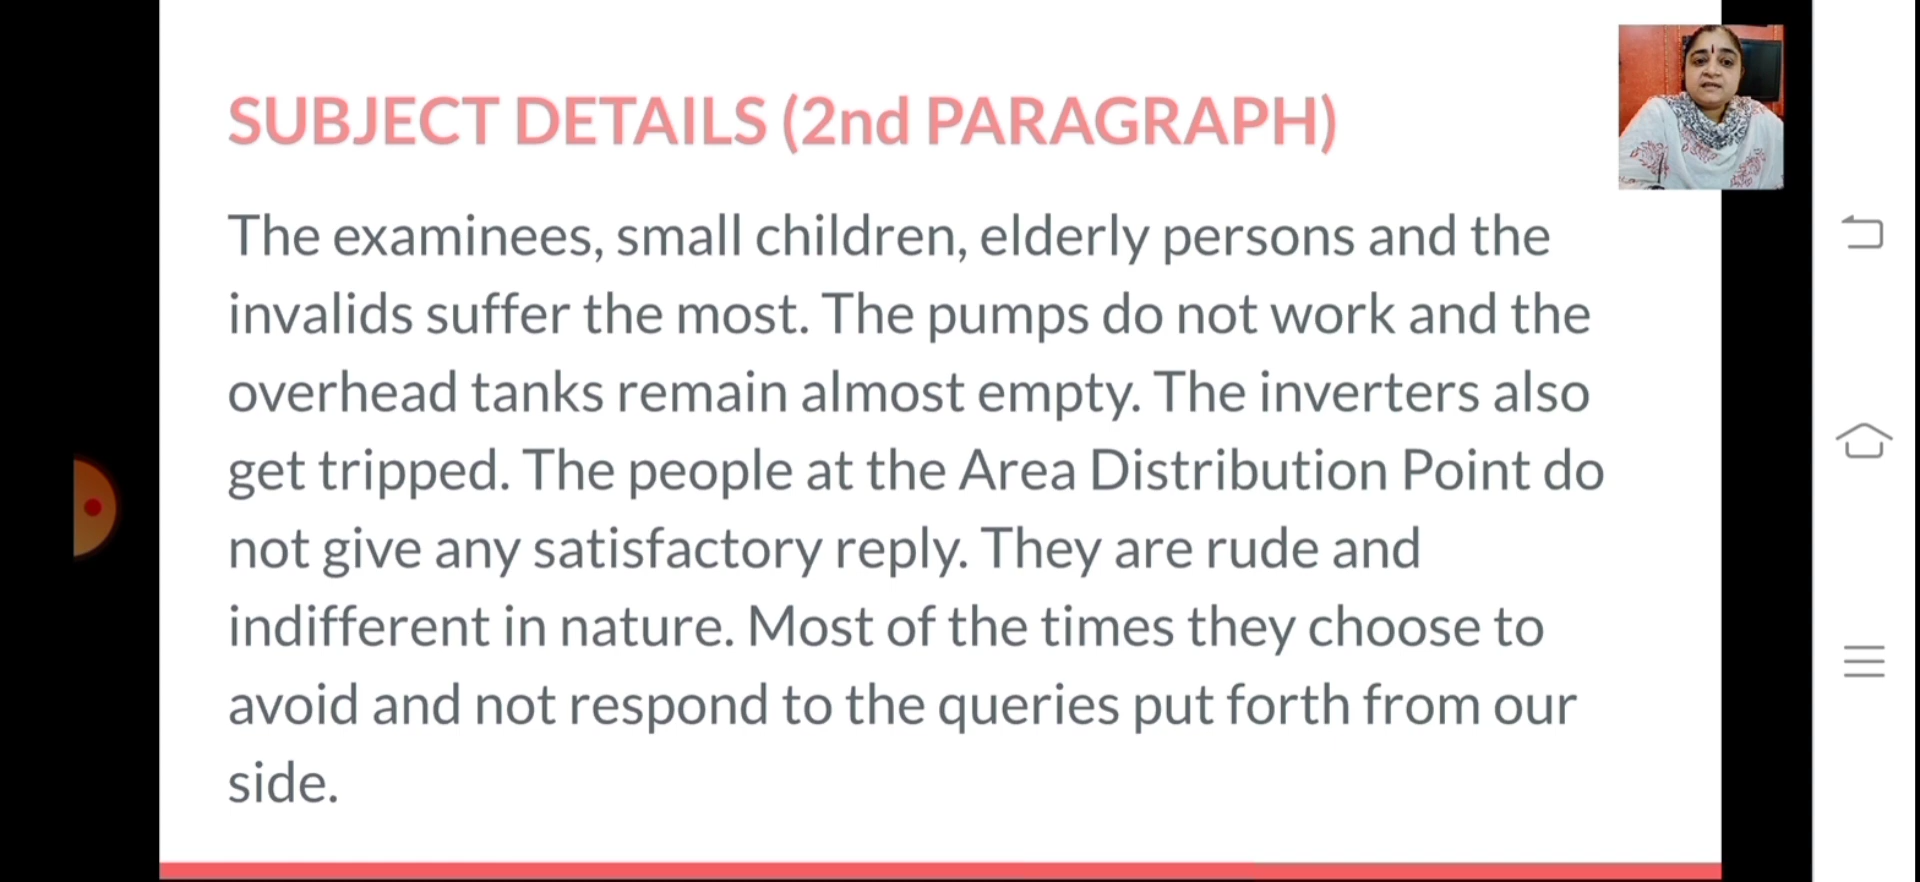 SUBJECT DETAILS (2nd PARAGRAPH)
The examinees, small children, elderly persons and the
invalids suffer the most. The pumps do not work and the
overhead tanks remain almost empty. The inverters also
get tripped. The people at the Area Distribution Point do
not give any satisfactory reply. They are rude and
indifferent in nature. Most of the times they choose to
avoid and not respond to the queries put forth from our
side.